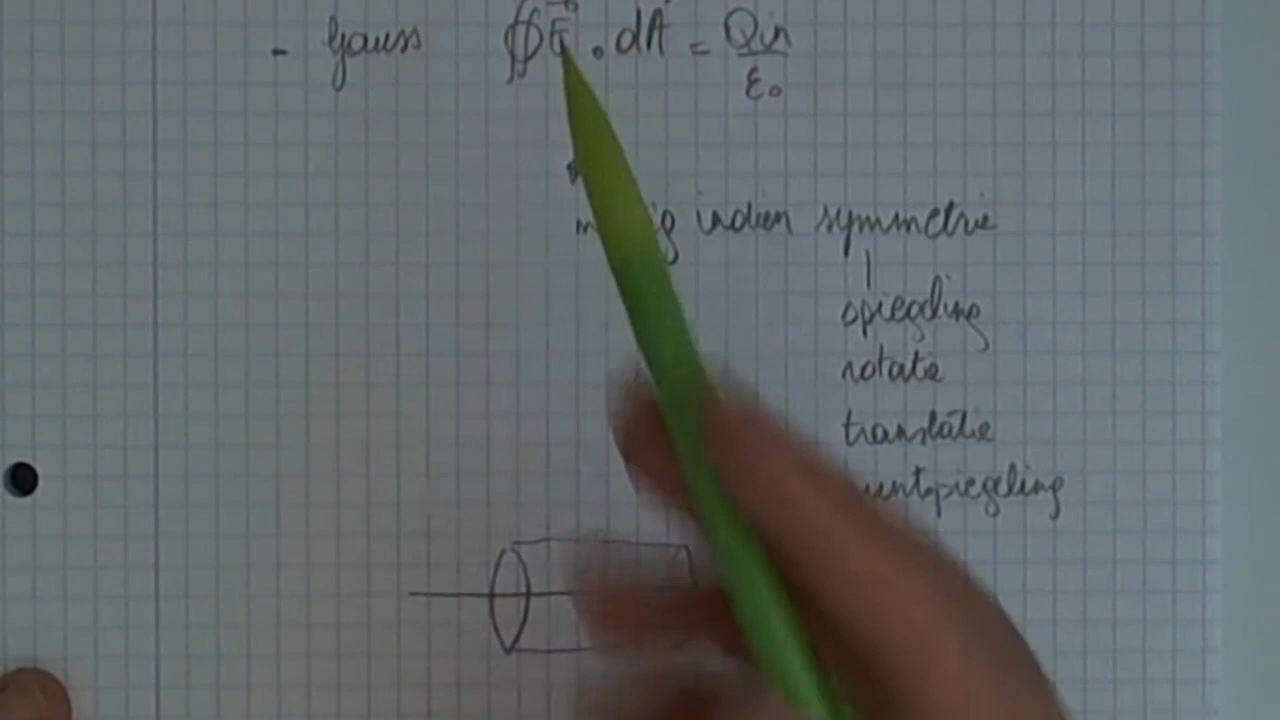 - Gauss ∯E⃗ . dA = Qin/ε₀
indien symmetrie
spiegeling
rotatie
translatie
puntspiegeling